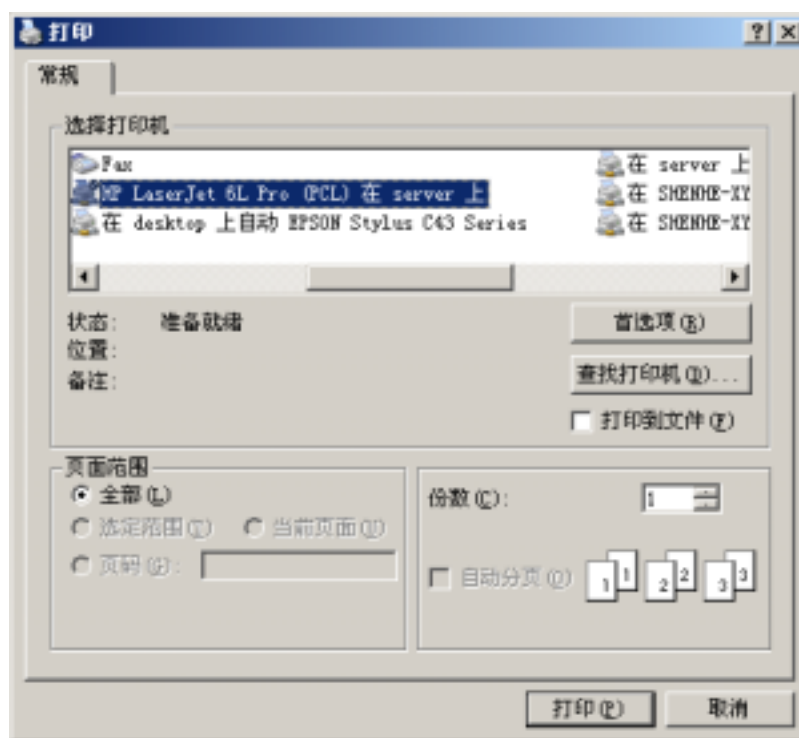 打印
常规
选择打印机
Fax
HP LaserJet 6L Pro (PCL) 在 server 上
在 desktop 上自动 EPSON Stylus C43 Series
在 server 上
在 SHENHE-XY
在 SHENHE-XY
状态: 准备就绪
位置:
备注:
首选项(R)
查找打印机(D)...
打印到文件(F)
页面范围
全部(L)
选定范围(T) 当前页面(U)
页码(G):
份数(C): 1
自动分页(O)
1 1 2 2 3 3
打印(P) 取消